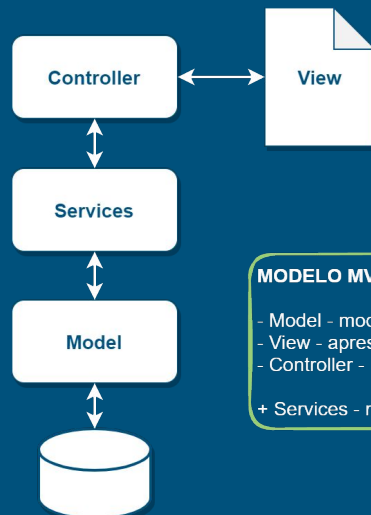 Controller
View
Services
Model
MODELO MV
- Model - mod
- View - apres
- Controller -
+ Services - r